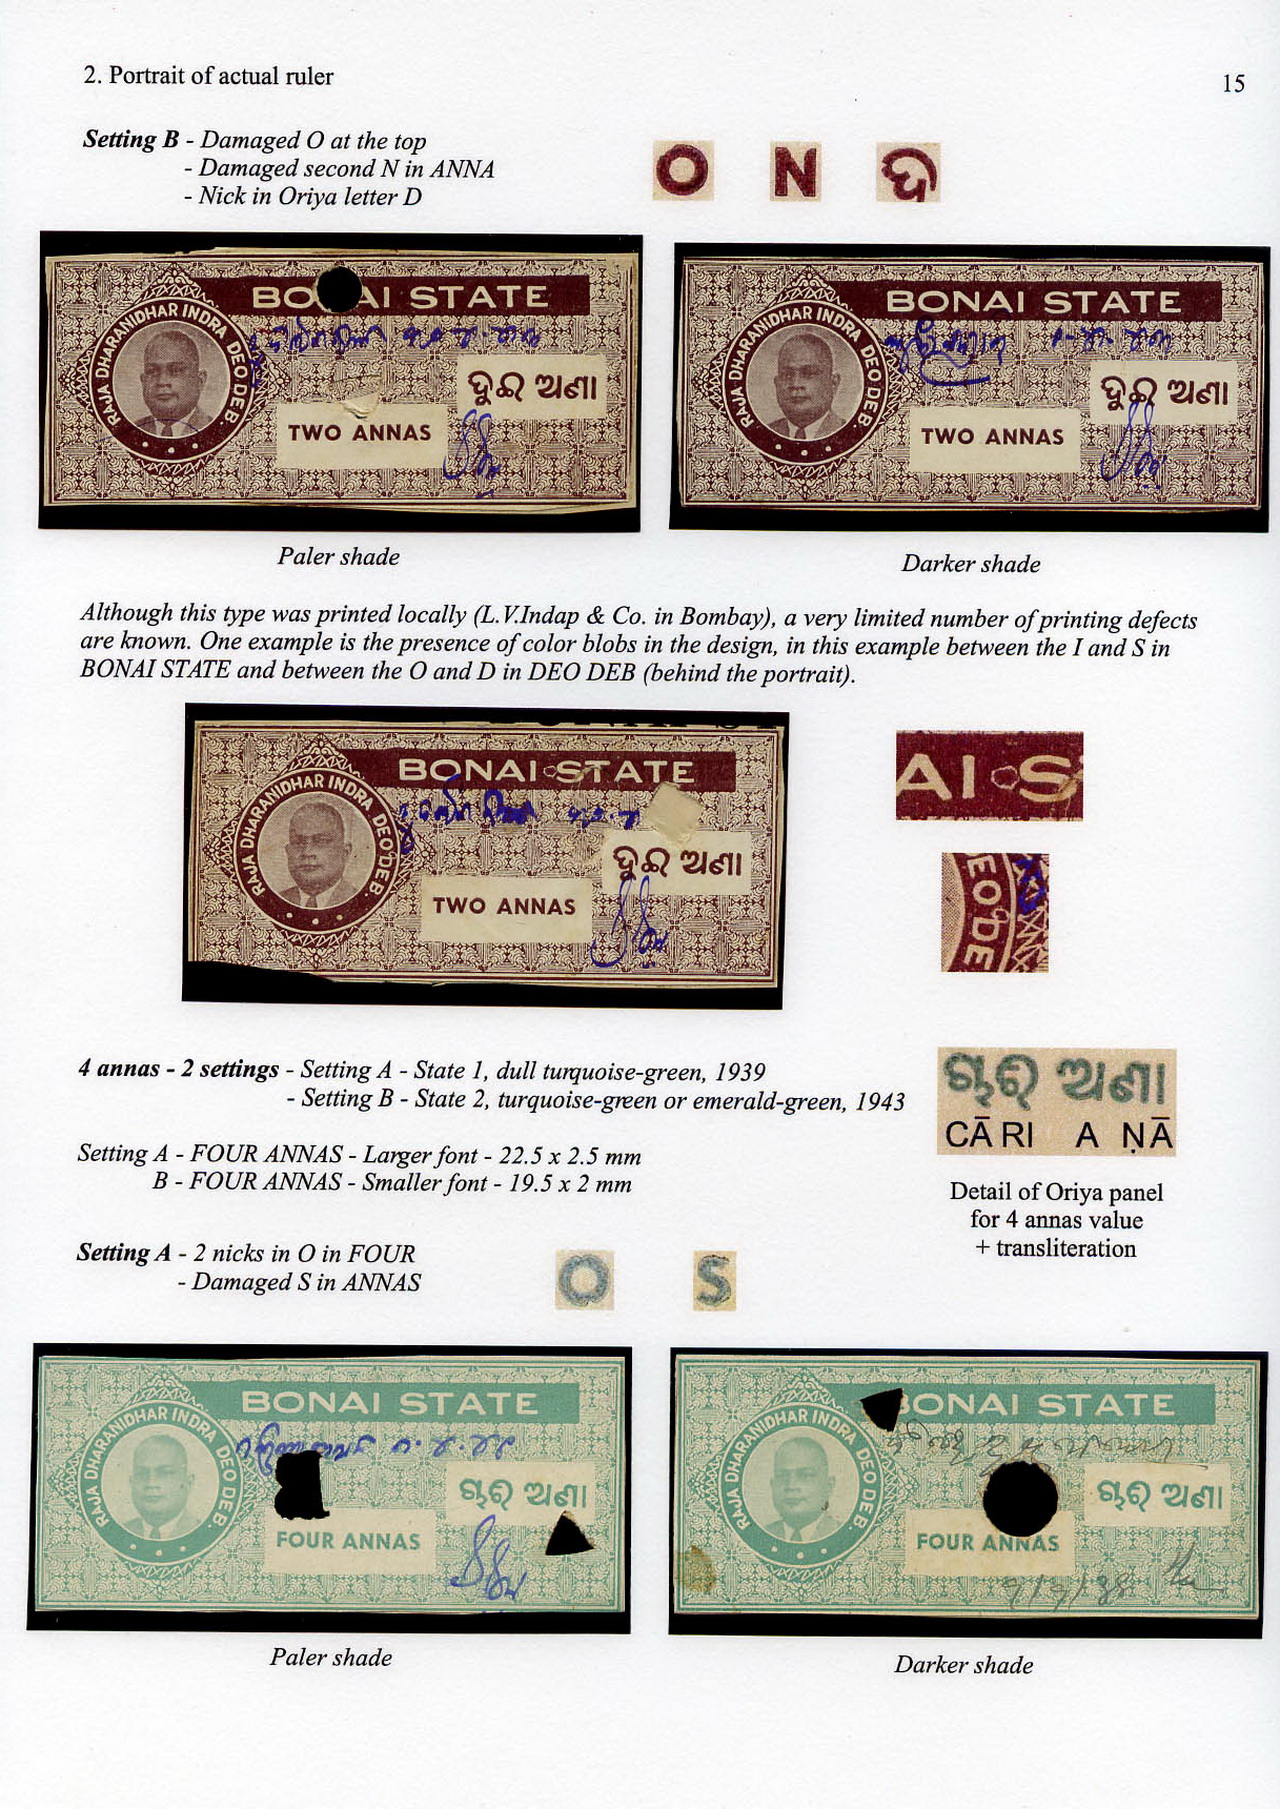 2. Portrait of actual ruler
15
Setting B - Damaged O at the top
- Damaged second N in ANNA
- Nick in Oriya letter D
O N ଦ
BO AI STATE
RAJA DHARANIDHAR INDRA DEO DEB.
ଦୁଇ ଅଣା
TWO ANNAS
BONAI STATE
RAJA DHARANIDHAR INDRA DEO DEB.
ଦୁଇ ଅଣା
TWO ANNAS
Paler shade
Darker shade
Although this type was printed locally (L.V.Indap & Co. in Bombay), a very limited number of printing defects
are known. One example is the presence of color blobs in the design, in this example between the I and S in
BONAI STATE and between the O and D in DEO DEB (behind the portrait).
BONAI STATE
RAJA DHARANIDHAR INDRA DEO DEB.
ଦୁଇ ଅଣା
TWO ANNAS
AI S
EO DE
4 annas - 2 settings - Setting A - State 1, dull turquoise-green, 1939
- Setting B - State 2, turquoise-green or emerald-green, 1943
ଚାରି ଅଣା
CĀRI A ṆĀ
Setting A - FOUR ANNAS - Larger font - 22.5 x 2.5 mm
B - FOUR ANNAS - Smaller font - 19.5 x 2 mm
Detail of Oriya panel
for 4 annas value
+ transliteration
Setting A - 2 nicks in O in FOUR
- Damaged S in ANNAS
O S
BONAI STATE
RAJA DHARANIDHAR INDRA DEO DEB.
ଚାରି ଅଣା
FOUR ANNAS
BONAI STATE
RAJA DHARANIDHAR INDRA DEO DEB.
ଚାରି ଅଣା
FOUR ANNAS
Paler shade
Darker shade